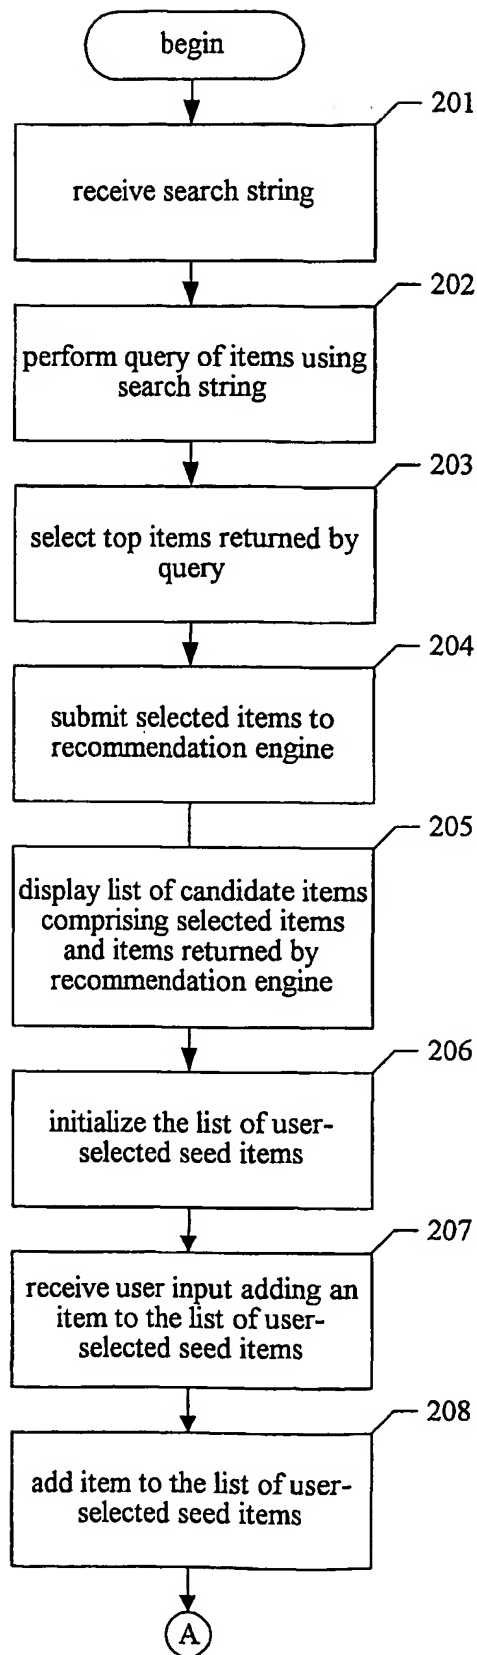 begin
201
receive search string
202
perform query of items using
search string
203
select top items returned by
query
204
submit selected items to
recommendation engine
205
display list of candidate items
comprising selected items
and items returned by
recommendation engine
206
initialize the list of user-
selected seed items
207
receive user input adding an
item to the list of user-
selected seed items
208
add item to the list of user-
selected seed items
A